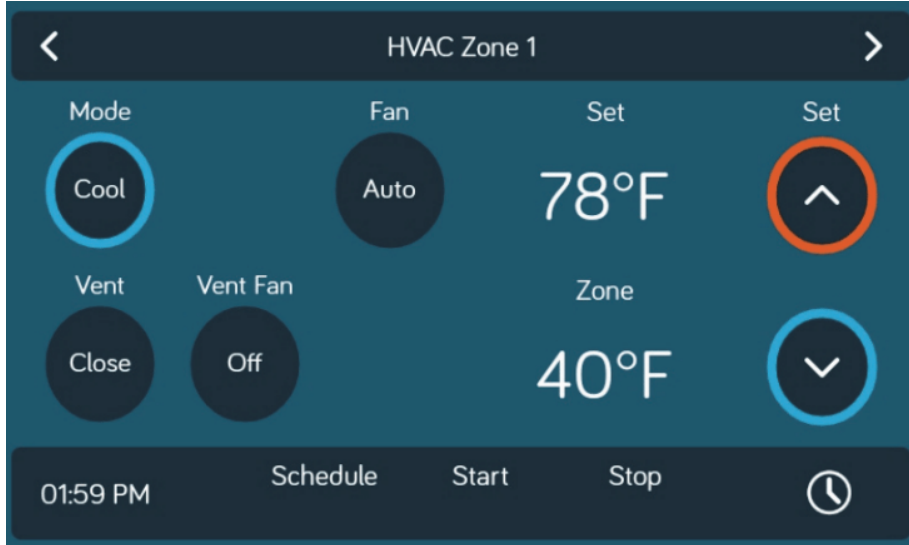 HVAC Zone 1
Mode Fan Set Set
Cool Auto 78°F
Vent Vent Fan Zone
Close Off 40°F
01:59 PM Schedule Start Stop